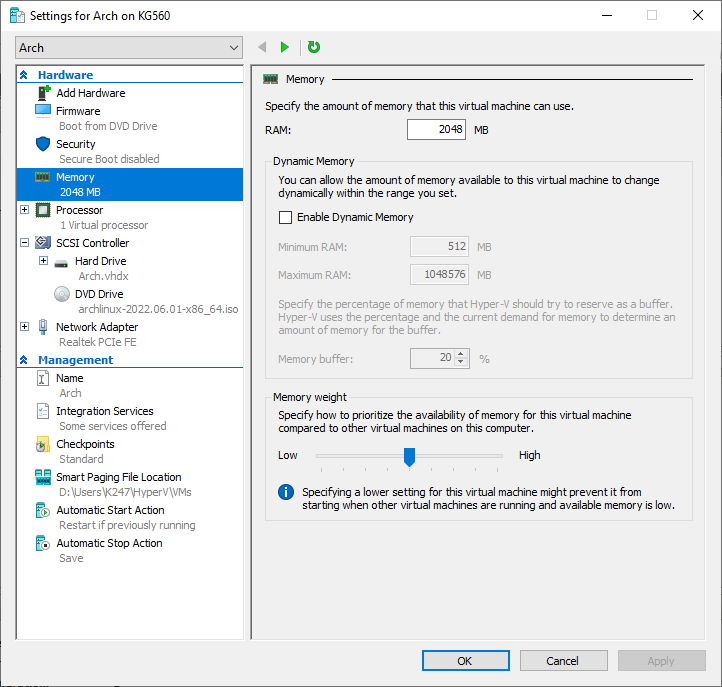 Settings for Arch on KG560
Arch
Hardware
Add Hardware
Firmware
Boot from DVD Drive
Security
Secure Boot disabled
Memory
2048 MB
Processor
1 Virtual processor
SCSI Controller
Hard Drive
Arch.vhdx
DVD Drive
archlinux-2022.06.01-x86_64.iso
Network Adapter
Realtek PCIe FE
Management
Name
Arch
Integration Services
Some services offered
Checkpoints
Standard
Smart Paging File Location
D:\Users\K247\HyperV\VMs
Automatic Start Action
Restart if previously running
Automatic Stop Action
Save
Memory
Specify the amount of memory that this virtual machine can use.
RAM: 2048 MB
Dynamic Memory
You can allow the amount of memory available to this virtual machine to change
dynamically within the range you set.
Enable Dynamic Memory
Minimum RAM: 512 MB
Maximum RAM: 1048576 MB
Specify the percentage of memory that Hyper-V should try to reserve as a buffer.
Hyper-V uses the percentage and the current demand for memory to determine an
amount of memory for the buffer.
Memory buffer: 20 %
Memory weight
Specify how to prioritize the availability of memory for this virtual machine
compared to other virtual machines on this computer.
Low High
Specifying a lower setting for this virtual machine might prevent it from
starting when other virtual machines are running and available memory is low.
OK Cancel Apply